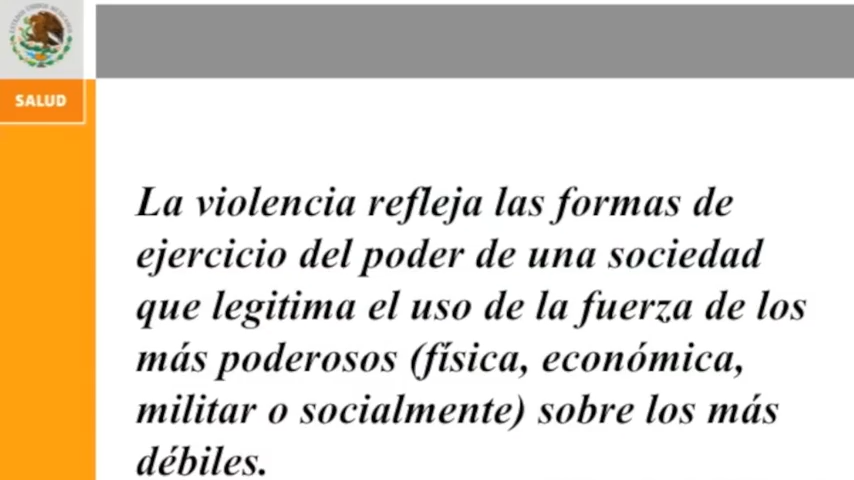 SALUD
La violencia refleja las formas de
ejercicio del poder de una sociedad
que legitima el uso de la fuerza de los
más poderosos (física, económica,
militar o socialmente) sobre los más
débiles.